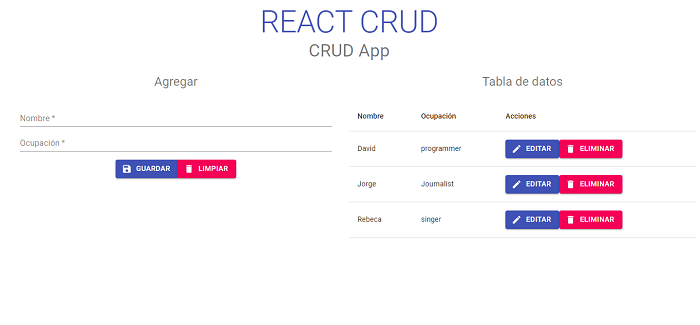 REACT CRUD
CRUD App
Agregar
Nombre *
Ocupación *
GUARDAR LIMPIAR
Tabla de datos
Nombre Ocupación Acciones
David programmer EDITAR ELIMINAR
Jorge Journalist EDITAR ELIMINAR
Rebeca singer EDITAR ELIMINAR